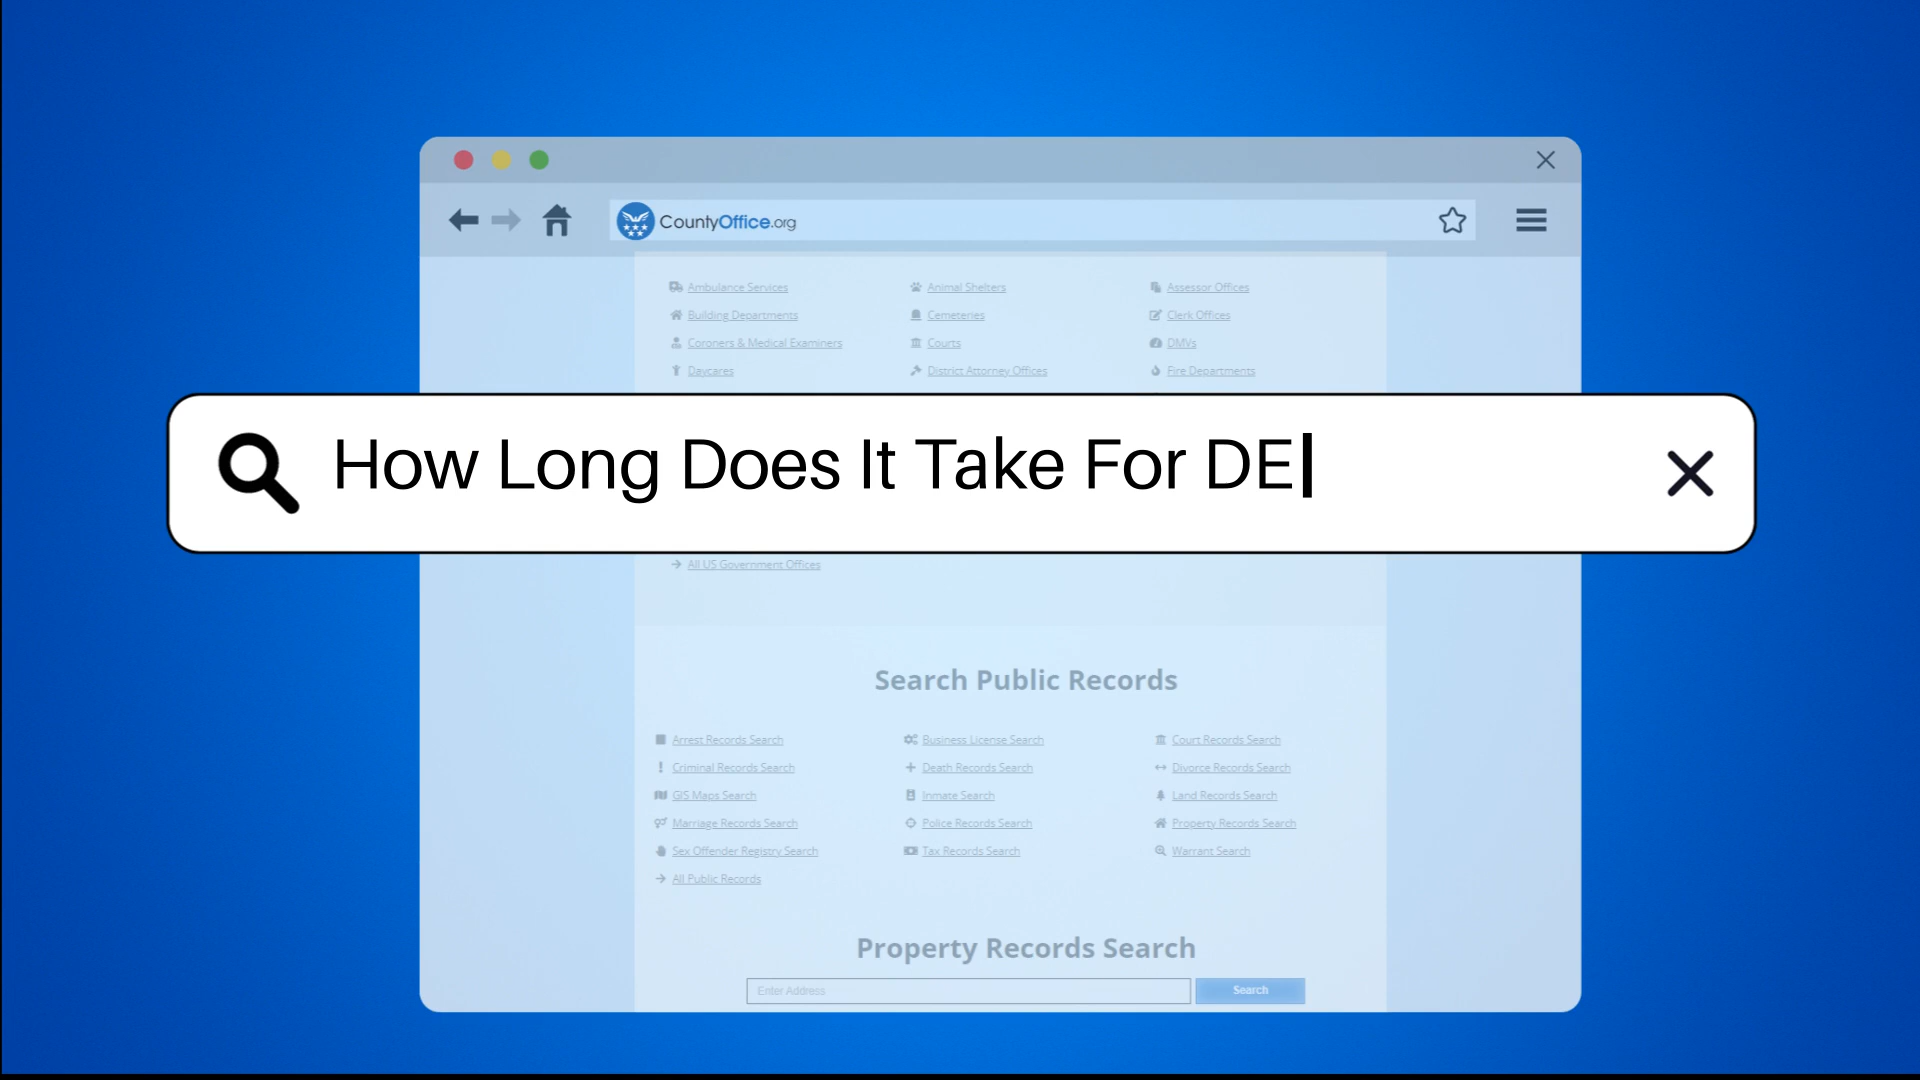 CountyOffice.org
Ambulance Services Animal Shelters Assessor Offices
Building Departments Cemeteries Clerk Offices
Coroners & Medical Examiners Courts DMVs
Daycares District Attorney Offices Fire Departments
How Long Does It Take For DE
All US Government Offices
Search Public Records
Arrest Records Search Business License Search Court Records Search
Criminal Records Search Death Records Search Divorce Records Search
GIS Maps Search Inmate Search Land Records Search
Marriage Records Search Police Records Search Property Records Search
Sex Offender Registry Search Tax Records Search Warrant Search
All Public Records
Property Records Search
Enter Address Search